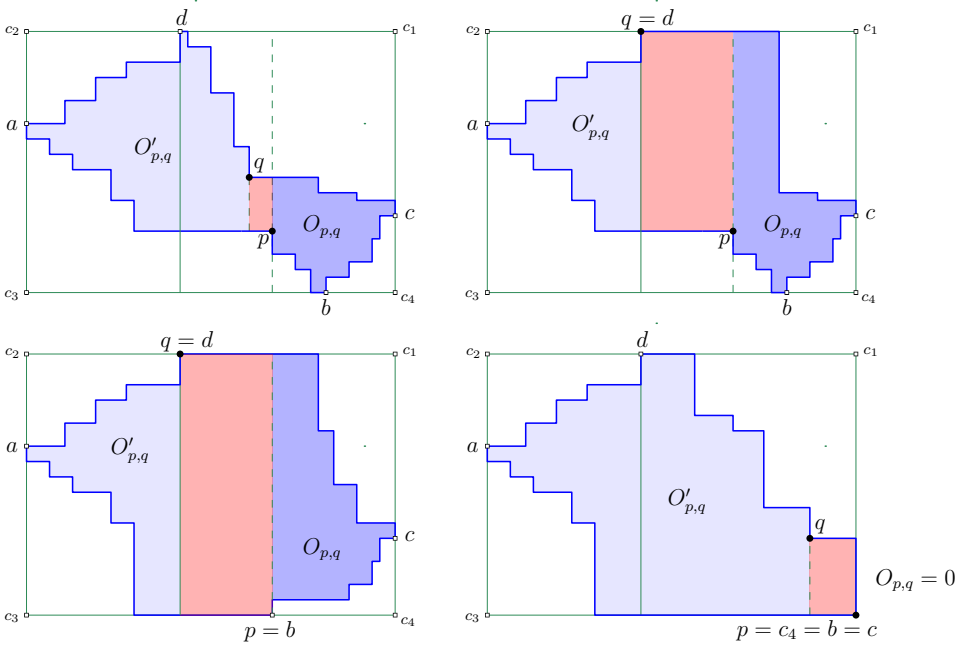 d q = d
c₂ c₁ c₂ c₁
a O′ₚ,q q a O′ₚ,q
c c
p Oₚ,q p Oₚ,q
c₃ b c₄ c₃ b c₄
q = d d
c₂ c₁ c₂ c₁
a O′ₚ,q a
O′ₚ,q q
Oₚ,q c Oₚ,q = 0
c₃ p = b c₄ c₃ p = c₄ = b = c